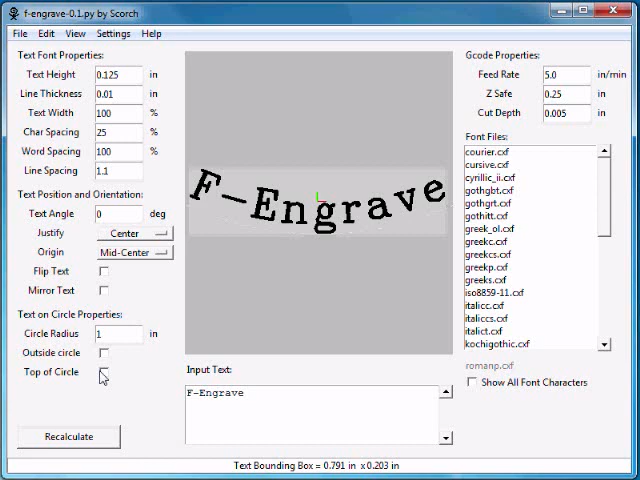 f-engrave-0.1.py by Scorch
File Edit View Settings Help
Text Font Properties:
Text Height 0.125 in
Line Thickness 0.01 in
Text Width 100 %
Char Spacing 25 %
Word Spacing 100 %
Line Spacing 1.1
Text Position and Orientation:
Text Angle 0 deg
Justify Center
Origin Mid-Center
Flip Text
Mirror Text
Text on Circle Properties:
Circle Radius 1 in
Outside circle
Top of Circle
Recalculate
F-Engrave
Input Text:
F-Engrave
Gcode Properties:
Feed Rate 5.0 in/min
Z Safe 0.25 in
Cut Depth 0.005 in
Font Files:
courier.cxf
cursive.cxf
cyrillic_ii.cxf
gothgbt.cxf
gothgrt.cxf
gothitt.cxf
greek_ol.cxf
greekc.cxf
greekcs.cxf
greekp.cxf
greeks.cxf
iso8859-11.cxf
italicc.cxf
italiccs.cxf
italict.cxf
kochigothic.cxf
romanp.cxf
Show All Font Characters
Text Bounding Box = 0.791 in x 0.203 in